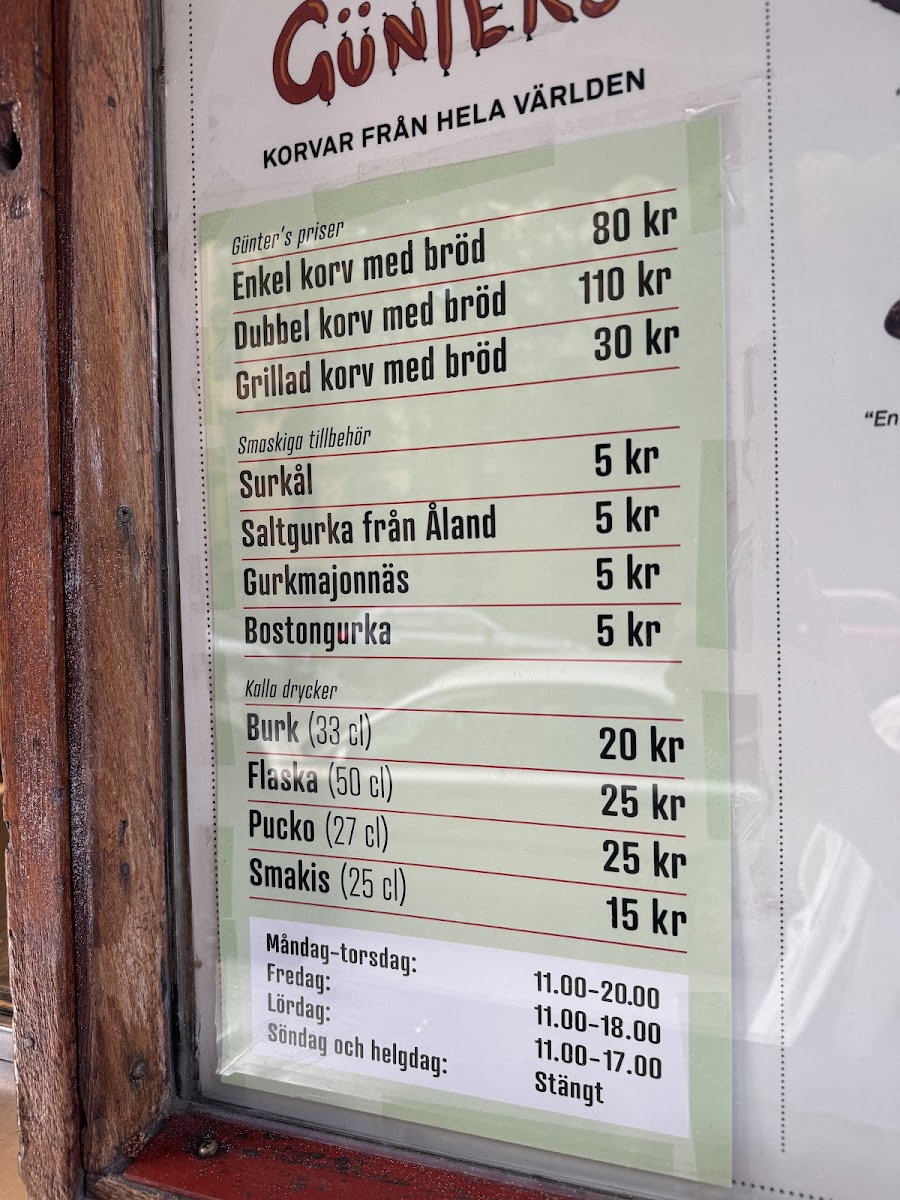 GÜNTERS
KORVAR FRÅN HELA VÄRLDEN
Günter's priser
Enkel korv med bröd 80 kr
Dubbel korv med bröd 110 kr
Grillad korv med bröd 30 kr
Smaskiga tillbehör
Surkål 5 kr
Saltgurka från Åland 5 kr
Gurkmajonnäs 5 kr
Bostongurka 5 kr
Kalla drycker
Burk (33 cl) 20 kr
Flaska (50 cl) 25 kr
Pucko (27 cl) 25 kr
Smakis (25 cl) 15 kr
Måndag-torsdag: 11.00-20.00
Fredag: 11.00-18.00
Lördag: 11.00-17.00
Söndag och helgdag: Stängt
"En